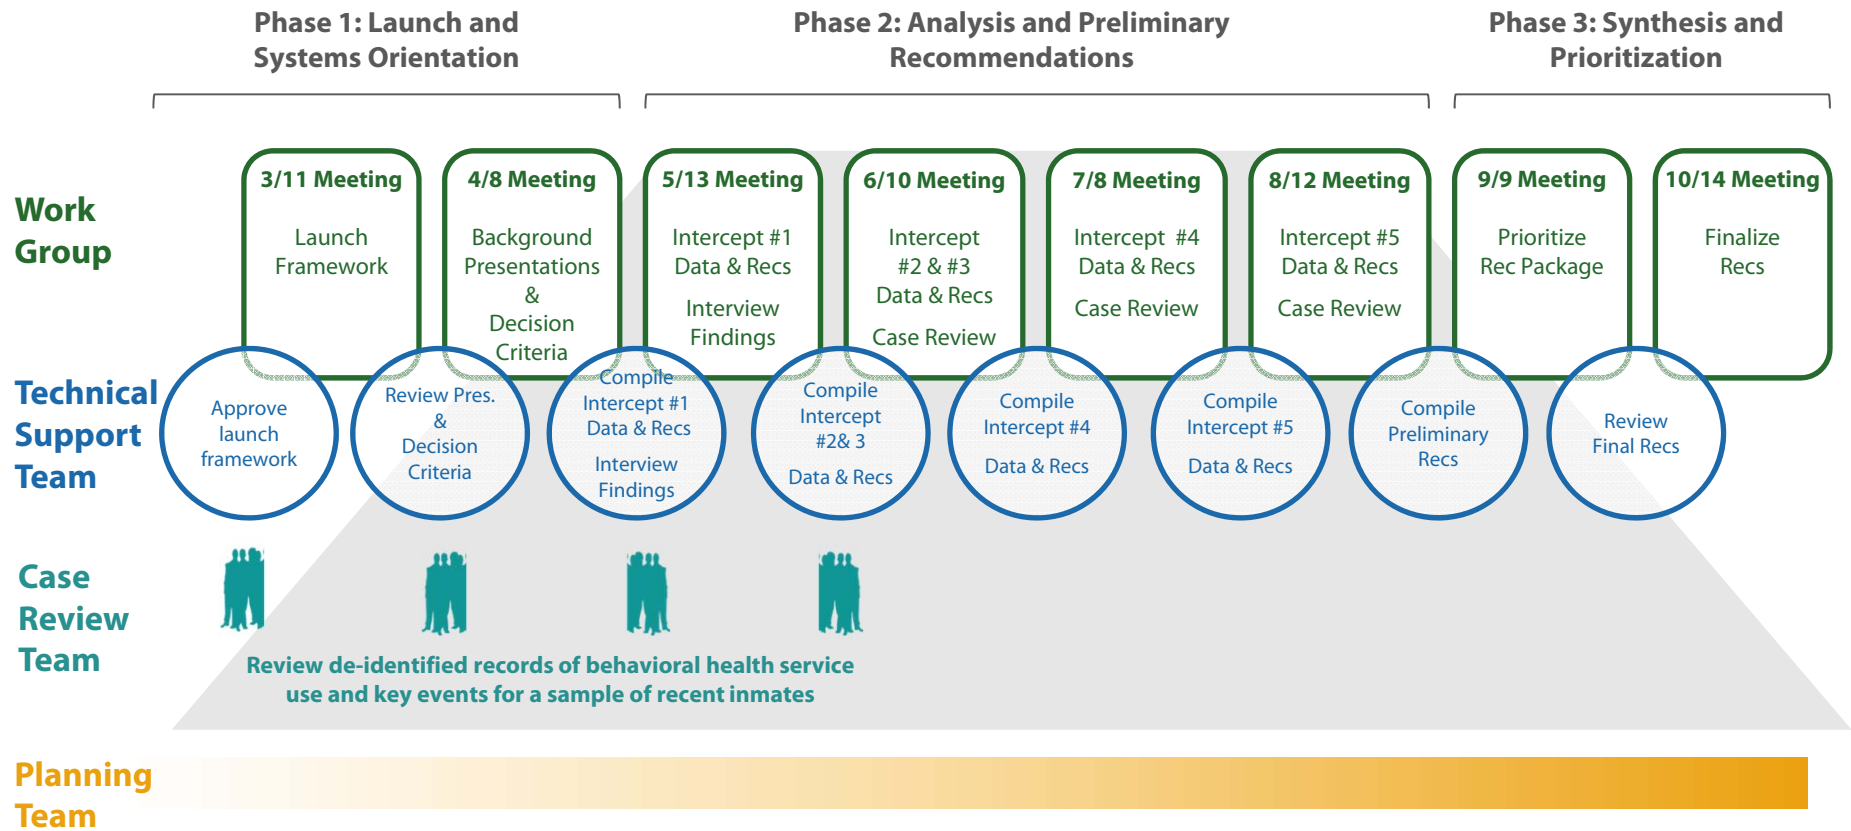 Phase 1: Launch and
Systems Orientation
Phase 2: Analysis and Preliminary
Recommendations
Phase 3: Synthesis and
Prioritization
Work
Group
3/11 Meeting
Launch
Framework
4/8 Meeting
Background
Presentations
&
Decision
Criteria
5/13 Meeting
Intercept #1
Data & Recs
Interview
Findings
6/10 Meeting
Intercept
#2 & #3
Data & Recs
Case Review
7/8 Meeting
Intercept #4
Data & Recs
Case Review
8/12 Meeting
Intercept #5
Data & Recs
Case Review
9/9 Meeting
Prioritize
Rec Package
10/14 Meeting
Finalize
Recs
Technical
Support
Team
Approve
launch
framework
Review Pres.
&
Decision
Criteria
Compile
Intercept #1
Data & Recs
Interview
Findings
Compile
Intercept
#2& 3
Data & Recs
Compile
Intercept #4
Data & Recs
Compile
Intercept #5
Data & Recs
Compile
Preliminary
Recs
Review
Final Recs
Case
Review
Team
Review de-identified records of behavioral health service
use and key events for a sample of recent inmates
Planning
Team